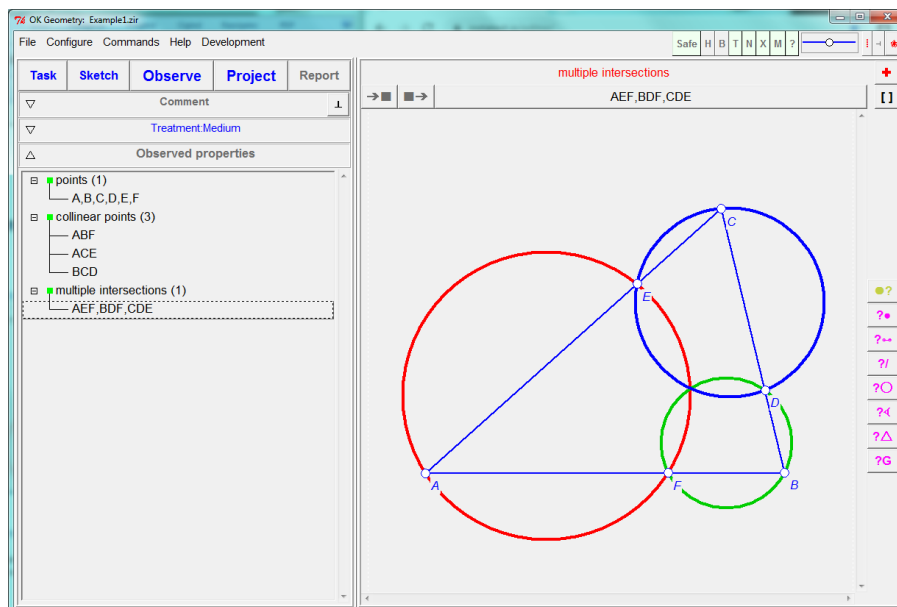 OK Geometry: Example1.zir
File Configure Commands Help Development
Safe H B T N X M ?
Task Sketch Observe Project Report
Comment
Treatment:Medium
Observed properties
points (1)
A,B,C,D,E,F
collinear points (3)
ABF
ACE
BCD
multiple intersections (1)
AEF,BDF,CDE
multiple intersections
AEF,BDF,CDE
[ ]
C
E
D
A
F
B
?
?
?
?/
?
?
?
?G